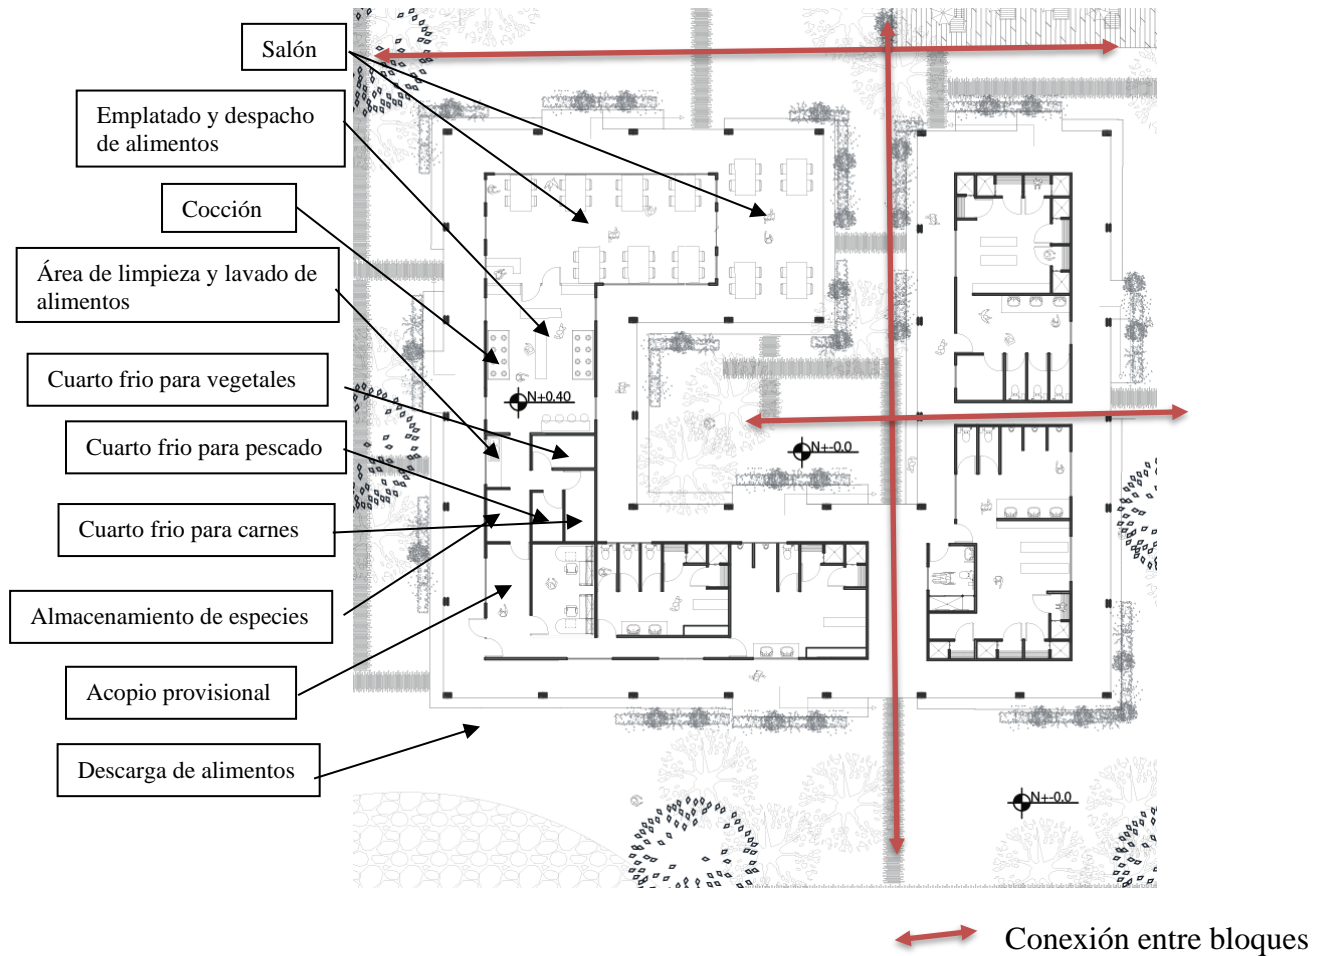 Salón
Emplatado y despacho
de alimentos
Cocción
Área de limpieza y lavado de
alimentos
Cuarto frio para vegetales
Cuarto frio para pescado
Cuarto frio para carnes
Almacenamiento de especies
Acopio provisional
Descarga de alimentos
N+0.40
N+-0.0
N+-0.0
Conexión entre bloques